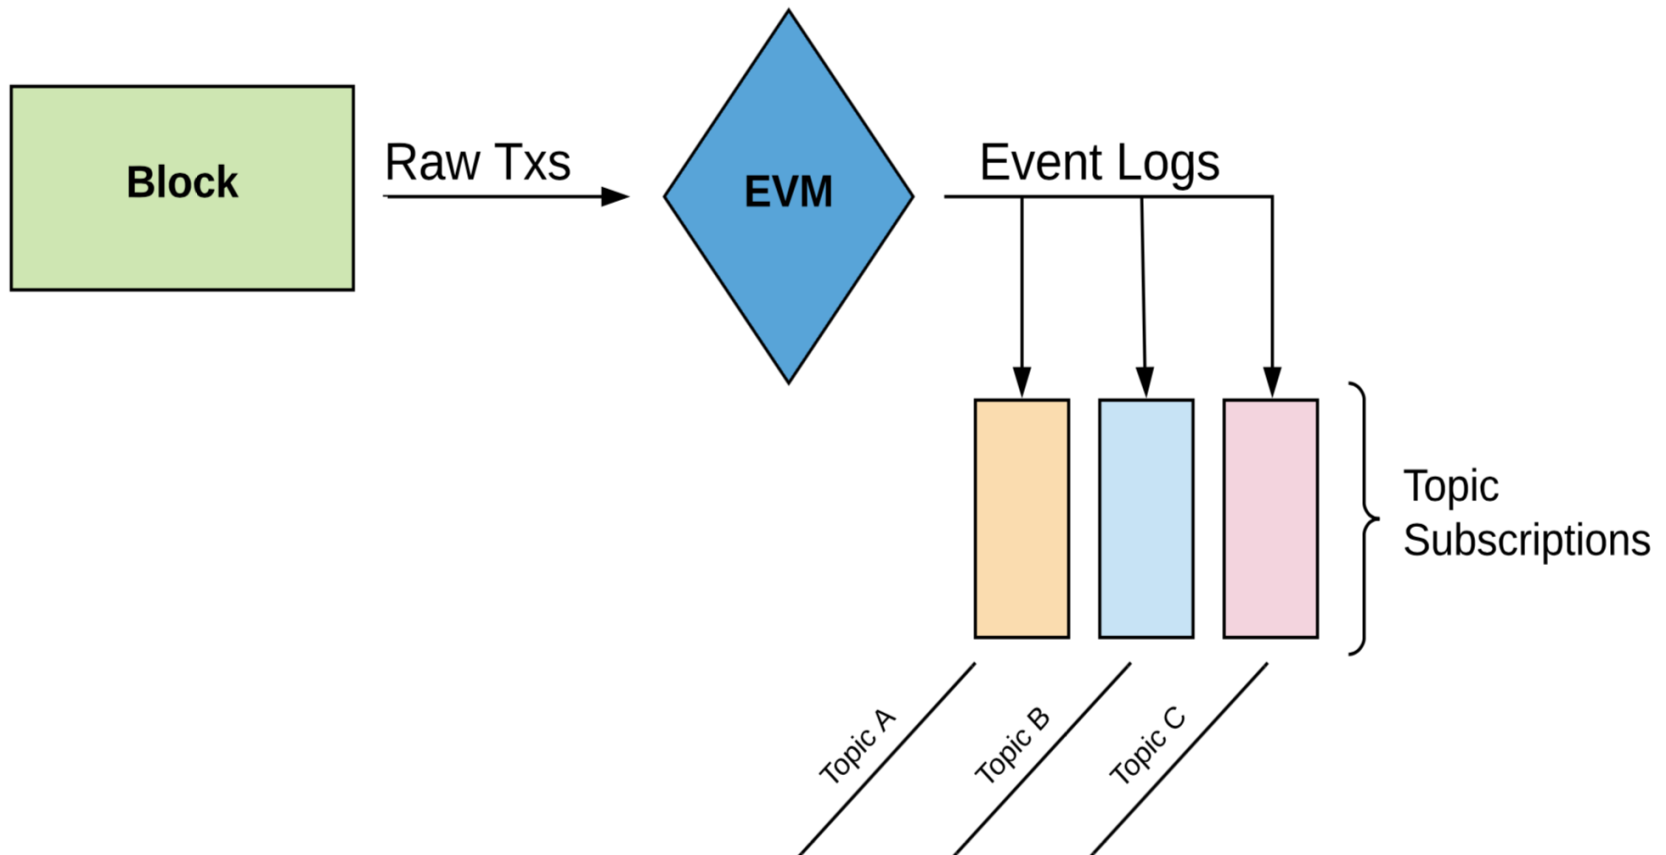 Block
Raw Txs
EVM
Event Logs
Topic
Subscriptions
Topic A
Topic B
Topic C